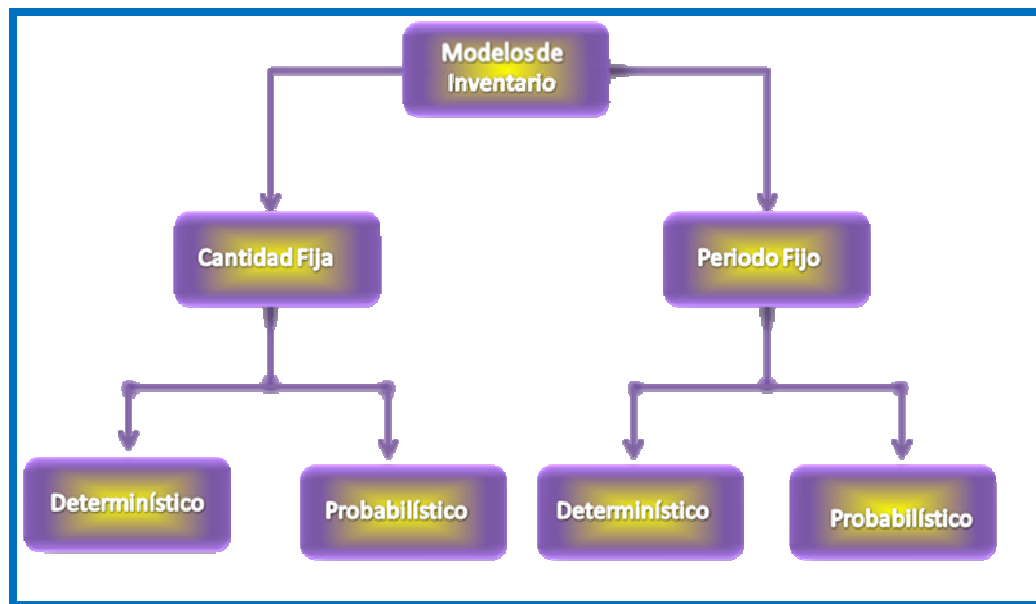 Modelos de
Inventario
Cantidad Fija
Periodo Fijo
Determinístico
Probabilístico
Determinístico
Probabilístico